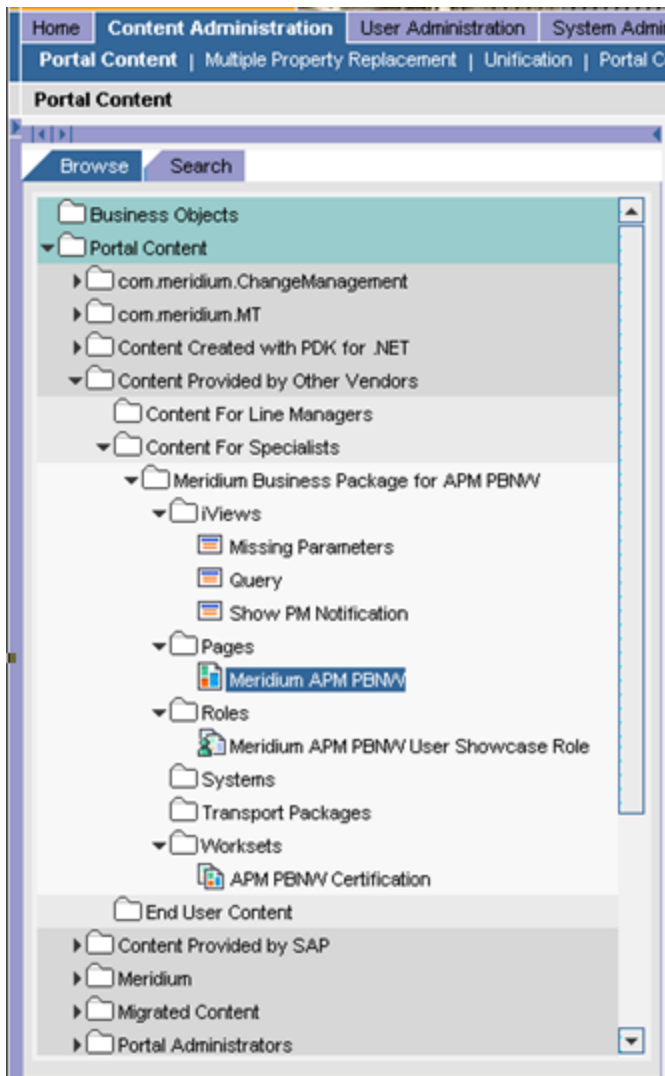 Home Content Administration User Administration System Admi
Portal Content | Multiple Property Replacement | Unification | Portal C
Portal Content
Browse Search
Business Objects
Portal Content
com.meridium.ChangeManagement
com.meridium.MT
Content Created with PDK for .NET
Content Provided by Other Vendors
Content For Line Managers
Content For Specialists
Meridium Business Package for APM PBNW
iViews
Missing Parameters
Query
Show PM Notification
Pages
Meridium APM PBNW
Roles
Meridium APM PBNW User Showcase Role
Systems
Transport Packages
Worksets
APM PBNW Certification
End User Content
Content Provided by SAP
Meridium
Migrated Content
Portal Administrators